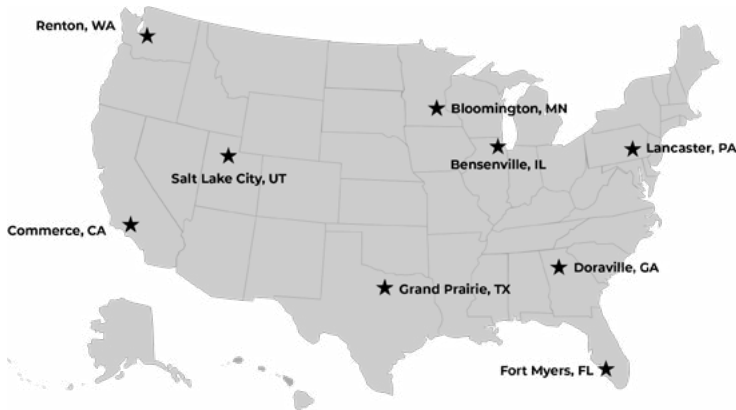 Renton, WA
Bloomington, MN
Lancaster, PA
Bensenville, IL
Salt Lake City, UT
Commerce, CA
Doraville, GA
Grand Prairie, TX
Fort Myers, FL